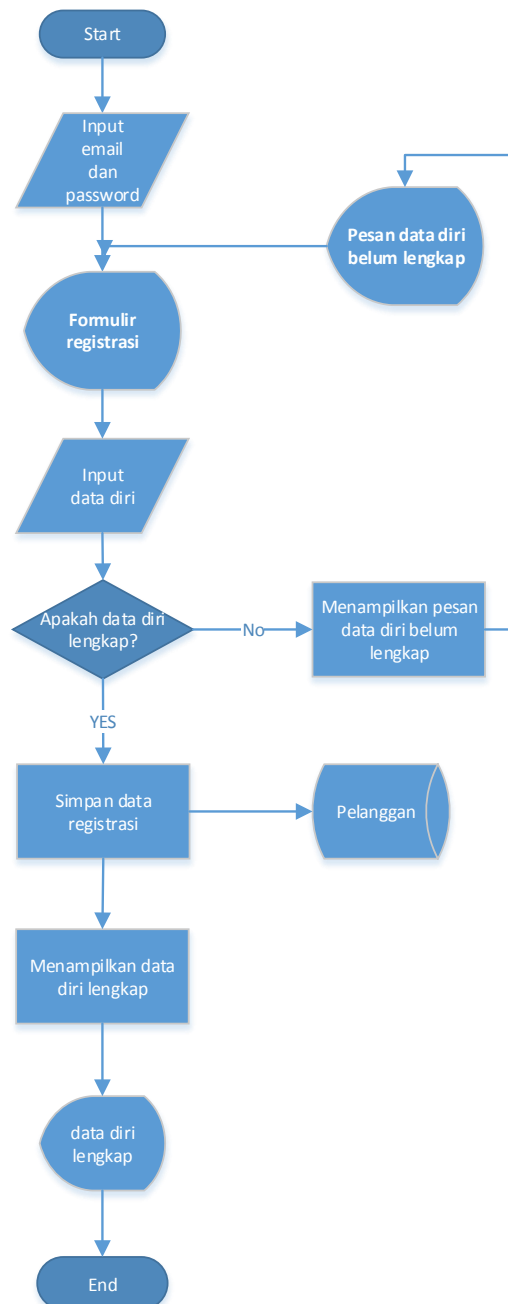 Start
Input
email
dan
password
Pesan data diri
belum lengkap
Formulir
registrasi
Input
data diri
Apakah data diri
lengkap?
No
Menampilkan pesan
data diri belum
lengkap
YES
Simpan data
registrasi
Pelanggan
Menampilkan data
diri lengkap
data diri
lengkap
End